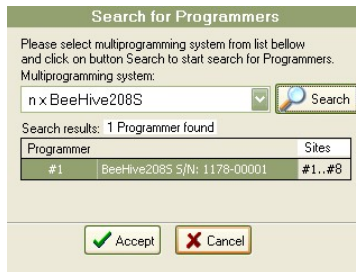 Search for Programmers
Please select multiprogramming system from list bellow
and click on button Search to start search for Programmers.
Multiprogramming system:
n x BeeHive208S
Search
Search results: 1 Programmer found
Programmer Sites
#1 BeeHive208S S/N: 1178-00001 #1..#8
Accept Cancel